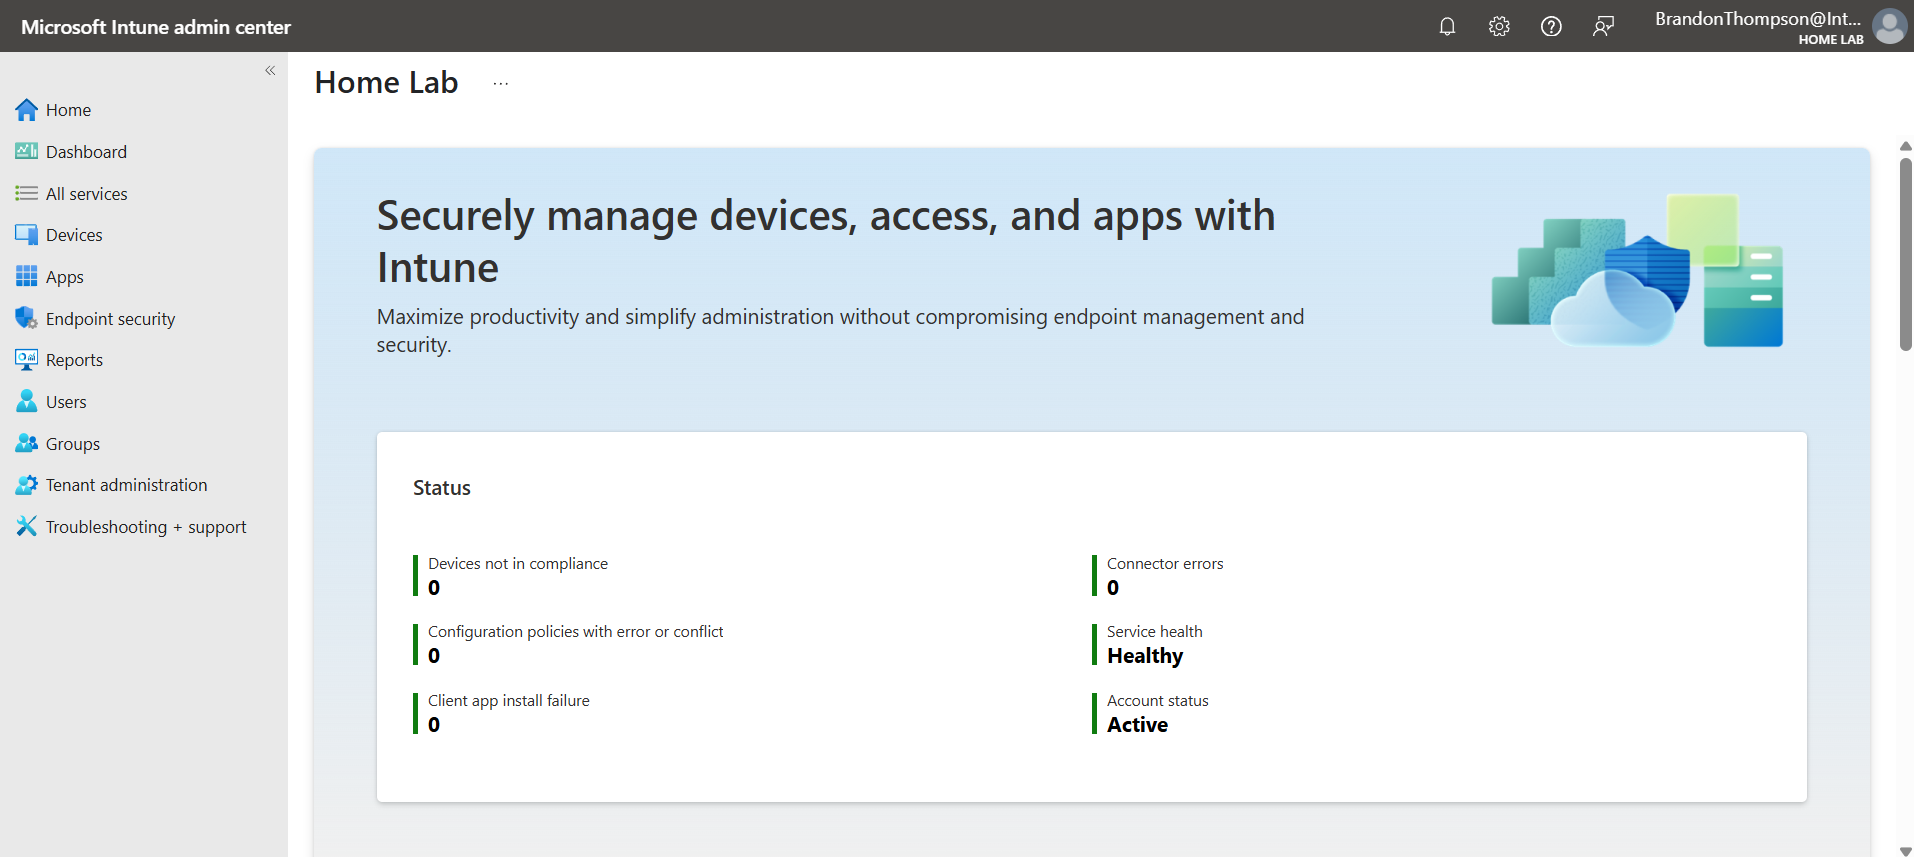 Microsoft Intune admin center
BrandonThompson@Int...
HOME LAB
Home
Dashboard
All services
Devices
Apps
Endpoint security
Reports
Users
Groups
Tenant administration
Troubleshooting + support
Home Lab
...
Securely manage devices, access, and apps with
Intune
Maximize productivity and simplify administration without compromising endpoint management and
security.
Status
Devices not in compliance
0
Configuration policies with error or conflict
0
Client app install failure
0
Connector errors
0
Service health
Healthy
Account status
Active